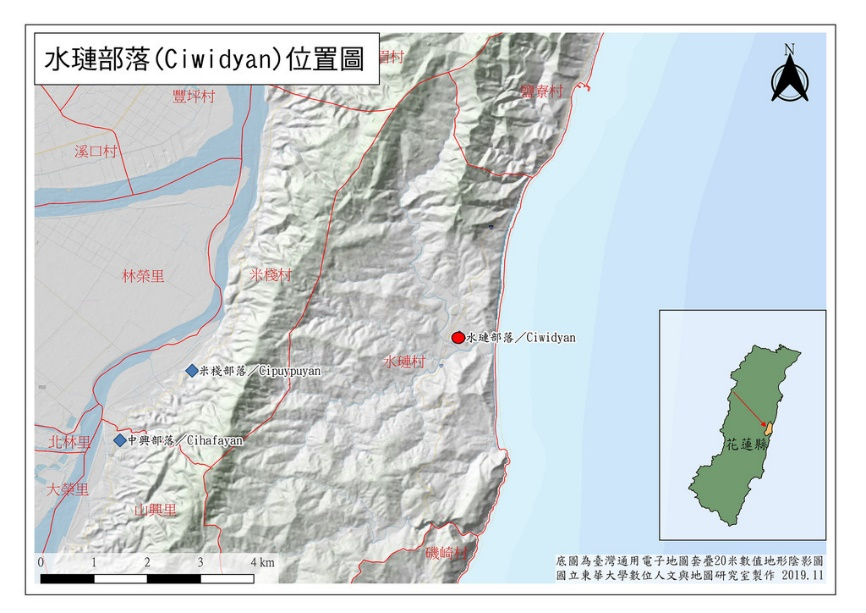 水璉部落(Ciwidyan)位置圖
N
豐坪村
鹽寮村
溪口村
林榮里
米棧村
水璉部落／Ciwidyan
水璉村
米棧部落／Cipuypuyan
中興部落／Cihafayan
北林里
大榮里
山興里
磯崎村
花蓮縣
0 1 2 3 4 km
底圖為臺灣通用電子地圖套疊20米數值地形陰影圖
國立東華大學數位人文與地圖研究室製作 2019.11